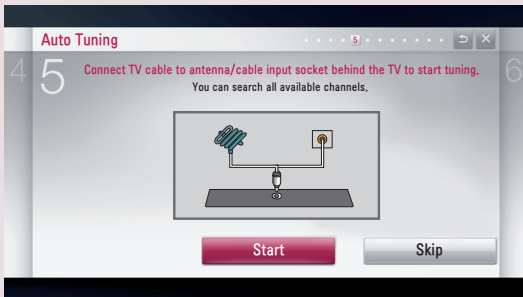 Auto Tuning
5
4
5
6
Connect TV cable to antenna/cable input socket behind the TV to start tuning.
You can search all available channels.
Start
Skip